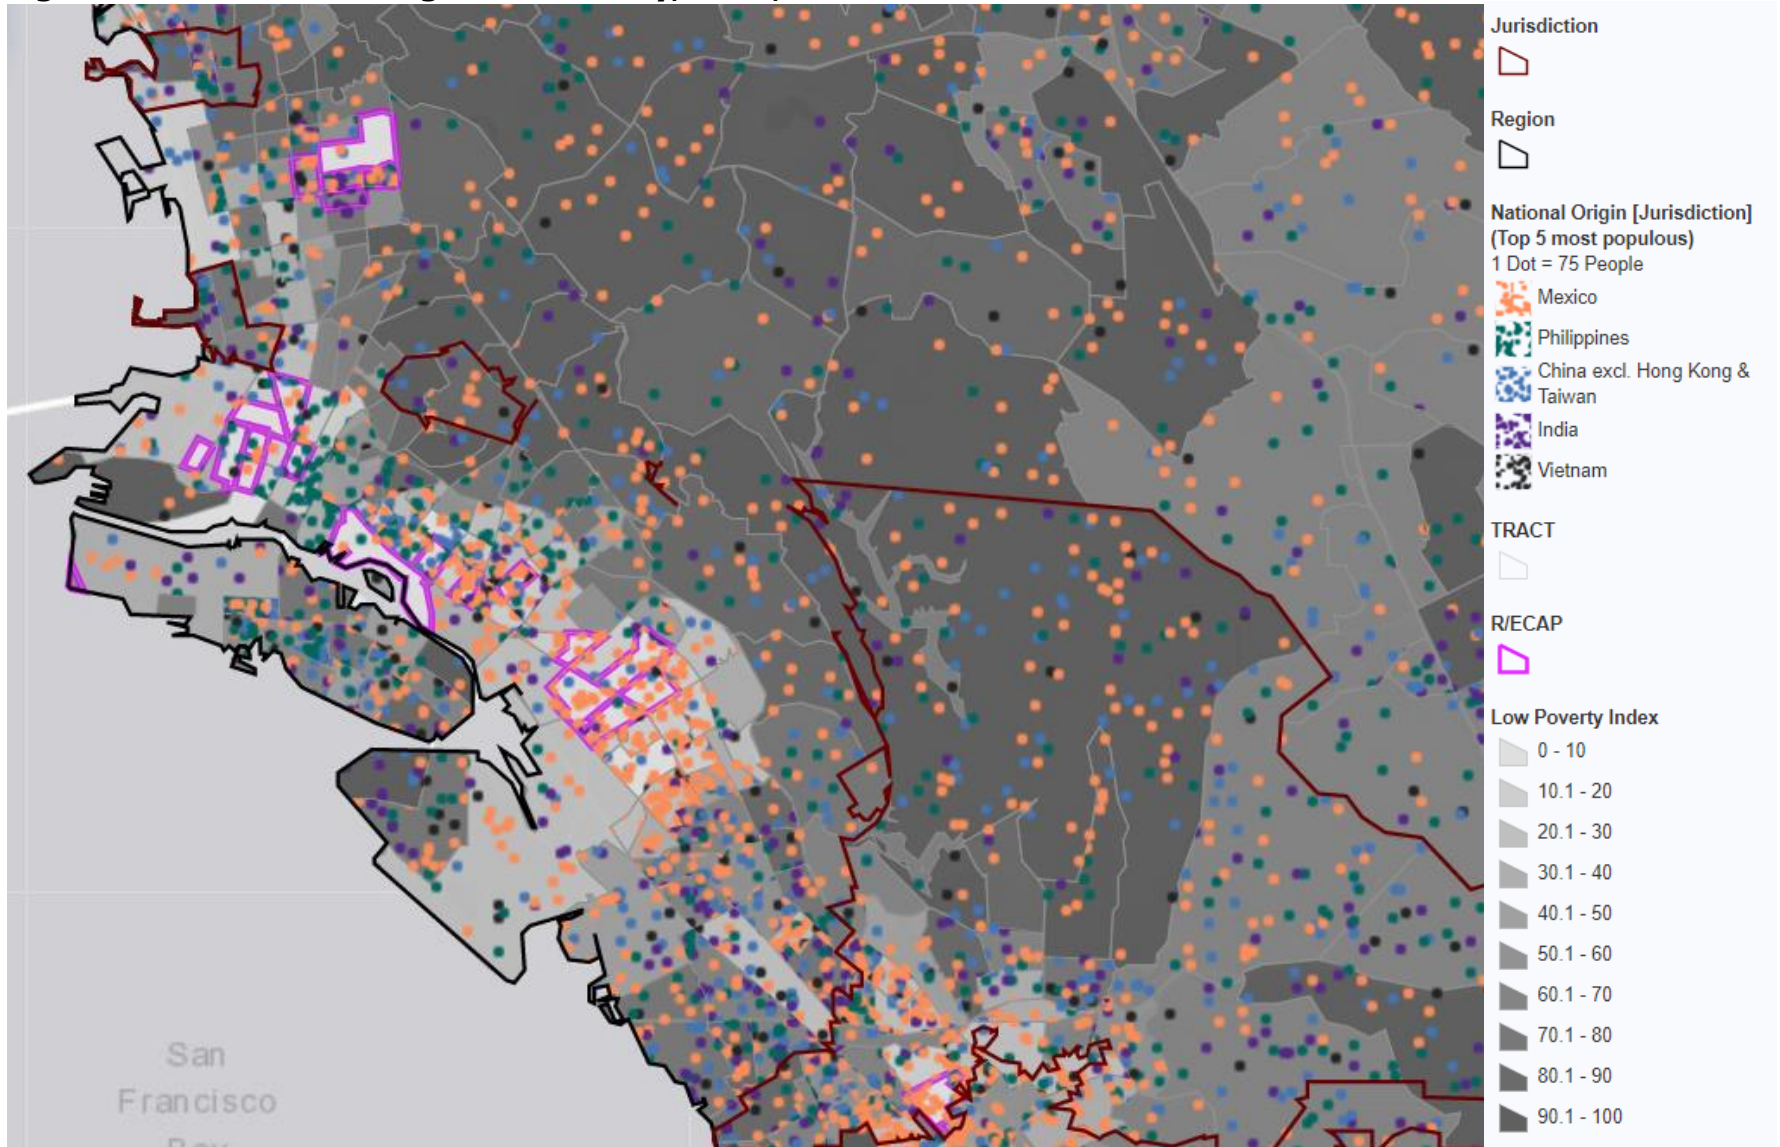 Jurisdiction
Region
National Origin [Jurisdiction]
(Top 5 most populous)
1 Dot = 75 People
Mexico
Philippines
China excl. Hong Kong &
Taiwan
India
Vietnam
TRACT
R/ECAP
Low Poverty Index
0 - 10
10.1 - 20
20.1 - 30
30.1 - 40
40.1 - 50
50.1 - 60
60.1 - 70
70.1 - 80
80.1 - 90
90.1 - 100
San
Francisco